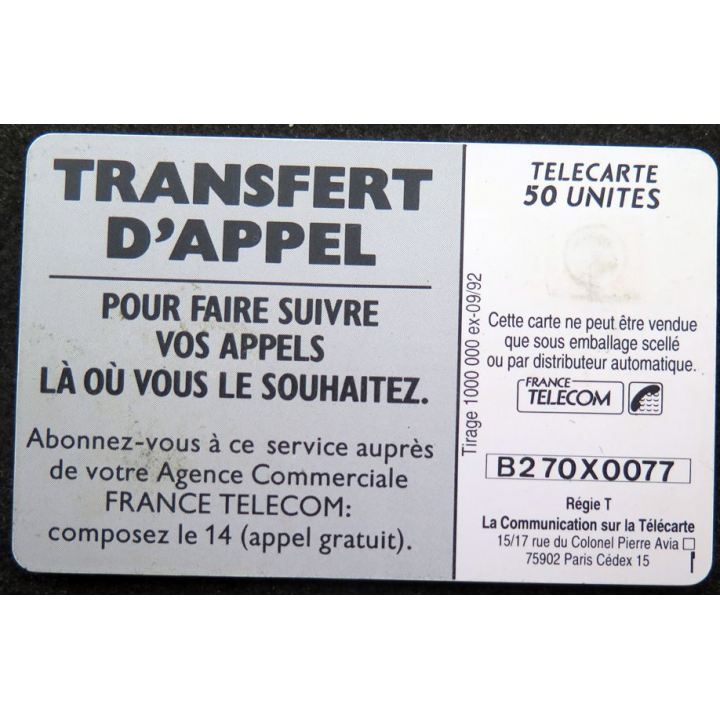 TRANSFERT
D'APPEL
POUR FAIRE SUIVRE
VOS APPELS
LÀ OÙ VOUS LE SOUHAITEZ.
Abonnez-vous à ce service auprès
de votre Agence Commerciale
FRANCE TELECOM:
composez le 14 (appel gratuit).
Tirage 1000 000 ex-09/92
TELECARTE
50 UNITES
Cette carte ne peut être vendue
que sous emballage scellé
ou par distributeur automatique.
FRANCE
TELECOM
B270X0077
Régie T
La Communication sur la Télécarte
15/17 rue du Colonel Pierre Avia
75902 Paris Cédex 15